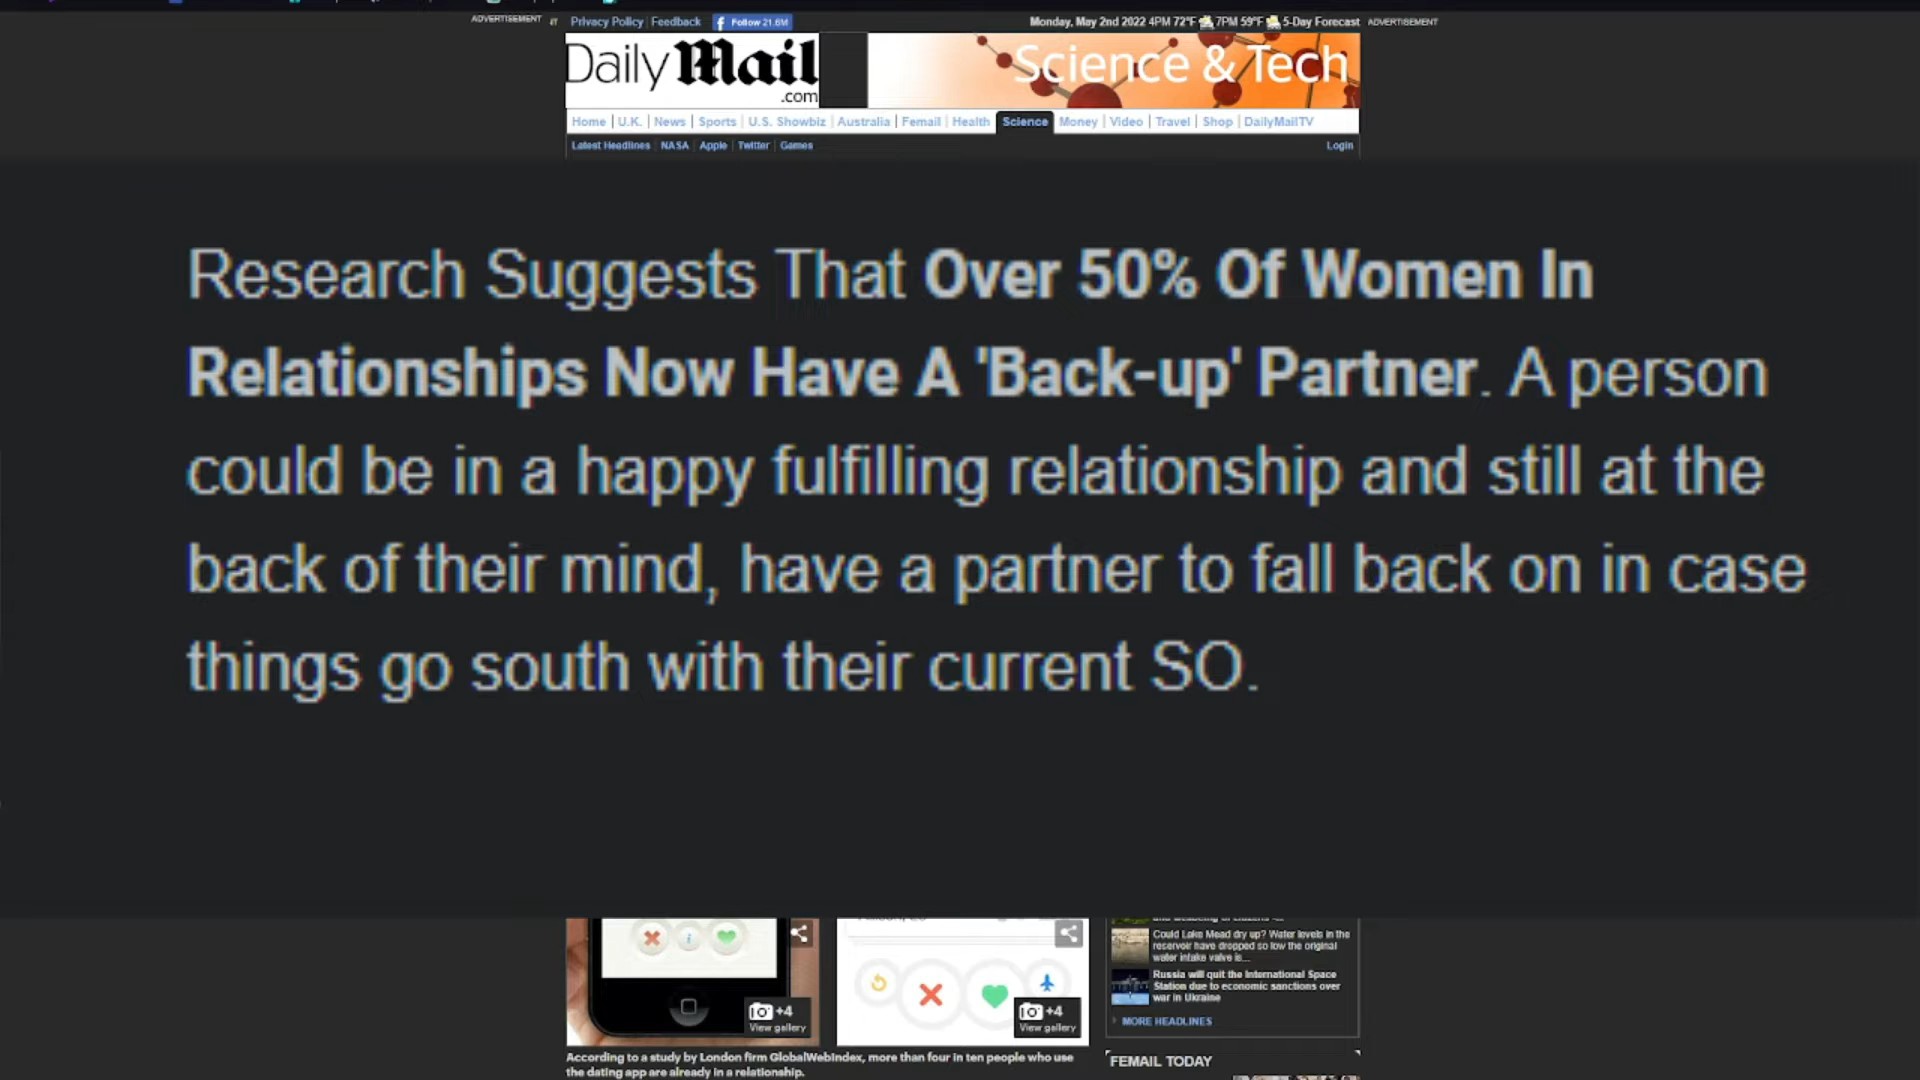 ADVERTISEMENT
Privacy Policy | Feedback
Follow 21.6M
Monday, May 2nd 2022 4PM 72°F 7PM 59°F 5-Day Forecast
ADVERTISEMENT
Daily Mail
.com
Science & Tech
Home | U.K. | News | Sports | U.S. Showbiz | Australia | Femail | Health | Science | Money | Video | Travel | Shop | DailyMailTV
Latest Headlines | NASA | Apple | Twitter | Games
Login
Research Suggests That Over 50% Of Women In
Relationships Now Have A 'Back-up' Partner. A person
could be in a happy fulfilling relationship and still at the
back of their mind, have a partner to fall back on in case
things go south with their current SO.
+4
View gallery
+4
View gallery
According to a study by London firm GlobalWebIndex, more than four in ten people who use
the dating app are already in a relationship.
Could Lake Mead dry up? Water levels in the
reservoir have dropped so low the original
water intake valve is...
Russia will quit the International Space
Station due to economic sanctions over
war in Ukraine
MORE HEADLINES
FEMAIL TODAY